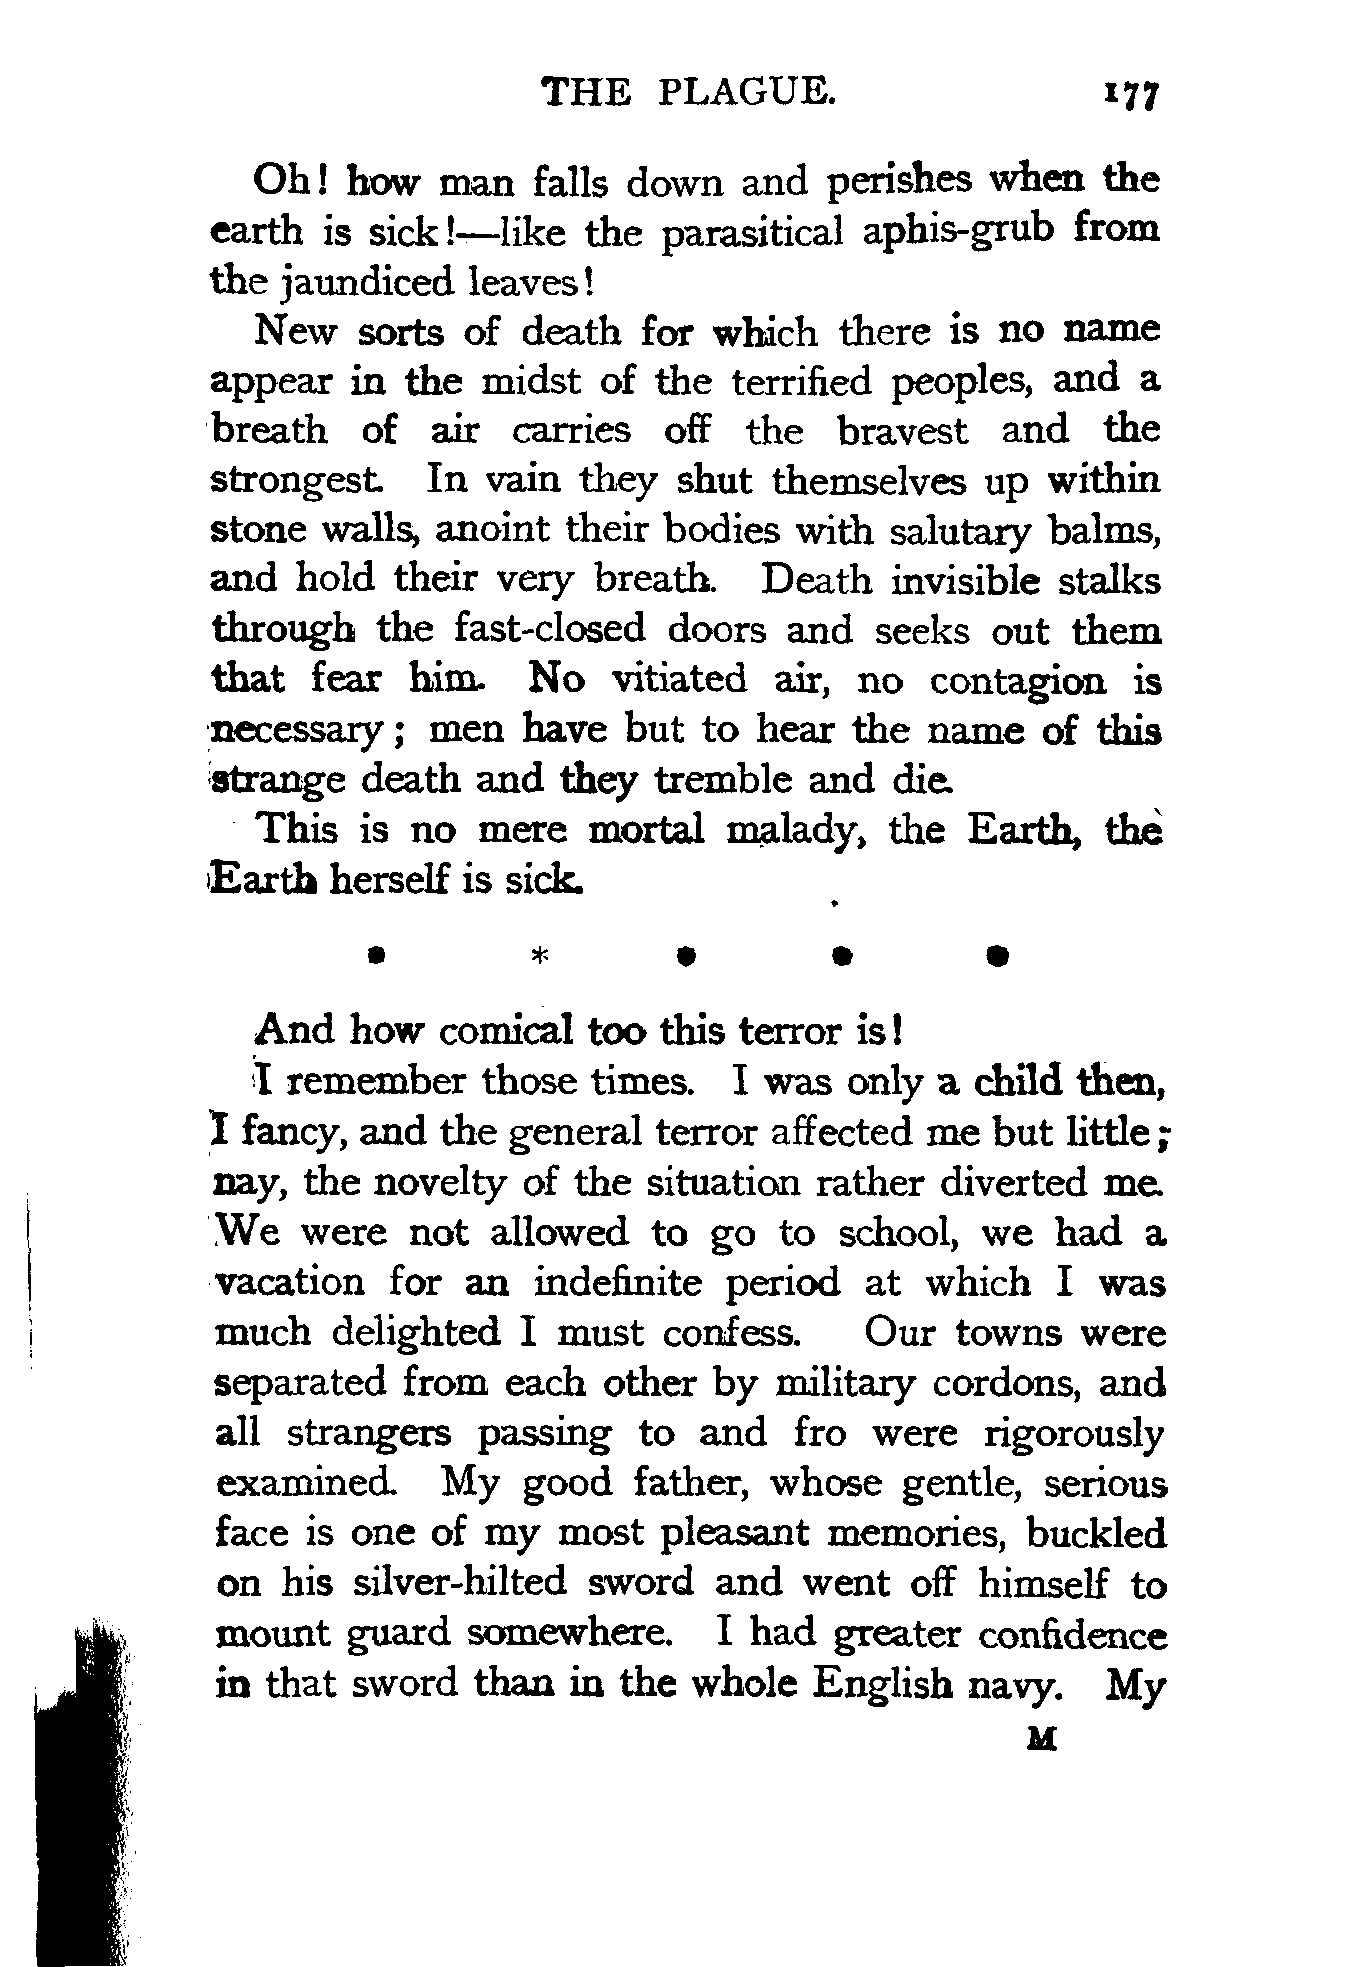 THE PLAGUE. 177
Oh! how man falls down and perishes when the
earth is sick!—like the parasitical aphis-grub from
the jaundiced leaves!
New sorts of death for which there is no name
appear in the midst of the terrified peoples, and a
breath of air carries off the bravest and the
strongest. In vain they shut themselves up within
stone walls, anoint their bodies with salutary balms,
and hold their very breath. Death invisible stalks
through the fast-closed doors and seeks out them
that fear him. No vitiated air, no contagion is
necessary; men have but to hear the name of this
strange death and they tremble and die.
This is no mere mortal malady, the Earth, the
Earth herself is sick.
• * • • •
And how comical too this terror is!
I remember those times. I was only a child then,
I fancy, and the general terror affected me but little;
nay, the novelty of the situation rather diverted me.
We were not allowed to go to school, we had a
vacation for an indefinite period at which I was
much delighted I must confess. Our towns were
separated from each other by military cordons, and
all strangers passing to and fro were rigorously
examined. My good father, whose gentle, serious
face is one of my most pleasant memories, buckled
on his silver-hilted sword and went off himself to
mount guard somewhere. I had greater confidence
in that sword than in the whole English navy. My
M